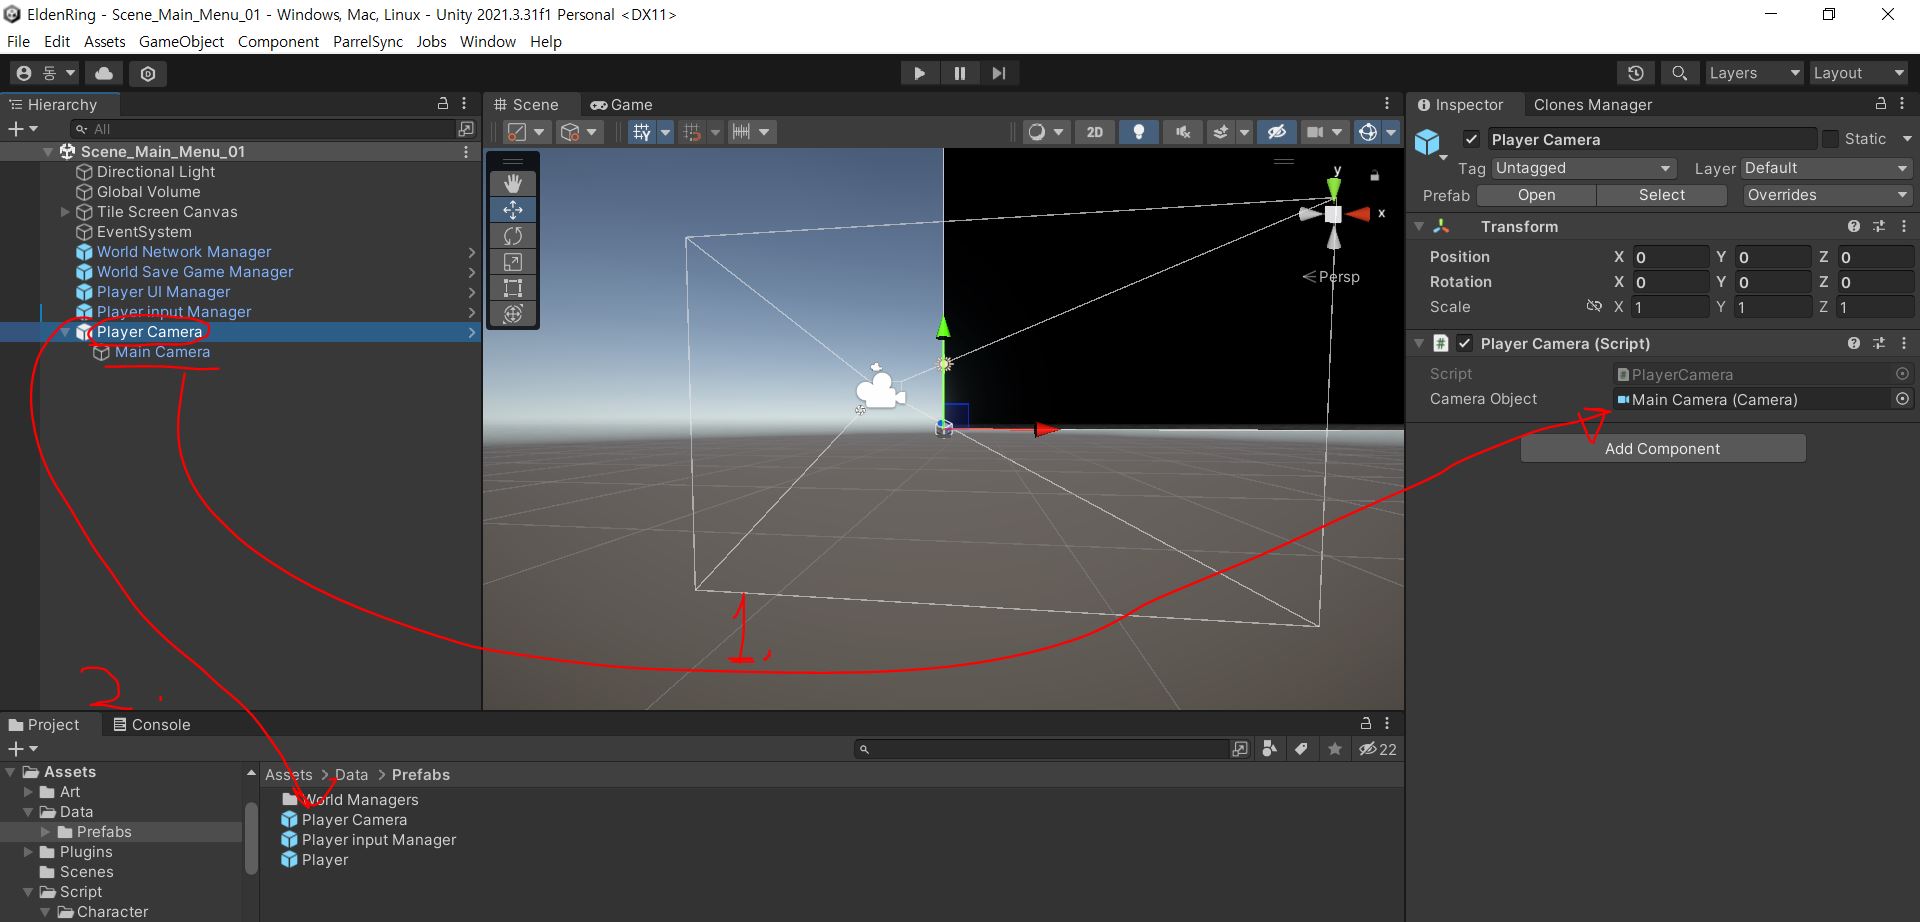 EldenRing - Scene_Main_Menu_01 - Windows, Mac, Linux - Unity 2021.3.31f1 Personal <DX11>
File Edit Assets GameObject Component ParrelSync Jobs Window Help
동 Layers Layout
Hierarchy Scene Game Inspector Clones Manager
All 2D
Player Camera Static
Scene_Main_Menu_01
Directional Light
Global Volume
Tile Screen Canvas
EventSystem
World Network Manager
World Save Game Manager
Player UI Manager
Player input Manager
Player Camera
Main Camera
y
x
Persp
Tag Untagged Layer Default
Prefab Open Select Overrides
Transform
Position X 0 Y 0 Z 0
Rotation X 0 Y 0 Z 0
Scale X 1 Y 1 Z 1
Player Camera (Script)
Script PlayerCamera
Camera Object Main Camera (Camera)
Add Component
1.
2.
Project Console
22
Assets
Art
Data
Prefabs
Plugins
Scenes
Script
Character
Assets > Data > Prefabs
World Managers
Player Camera
Player input Manager
Player